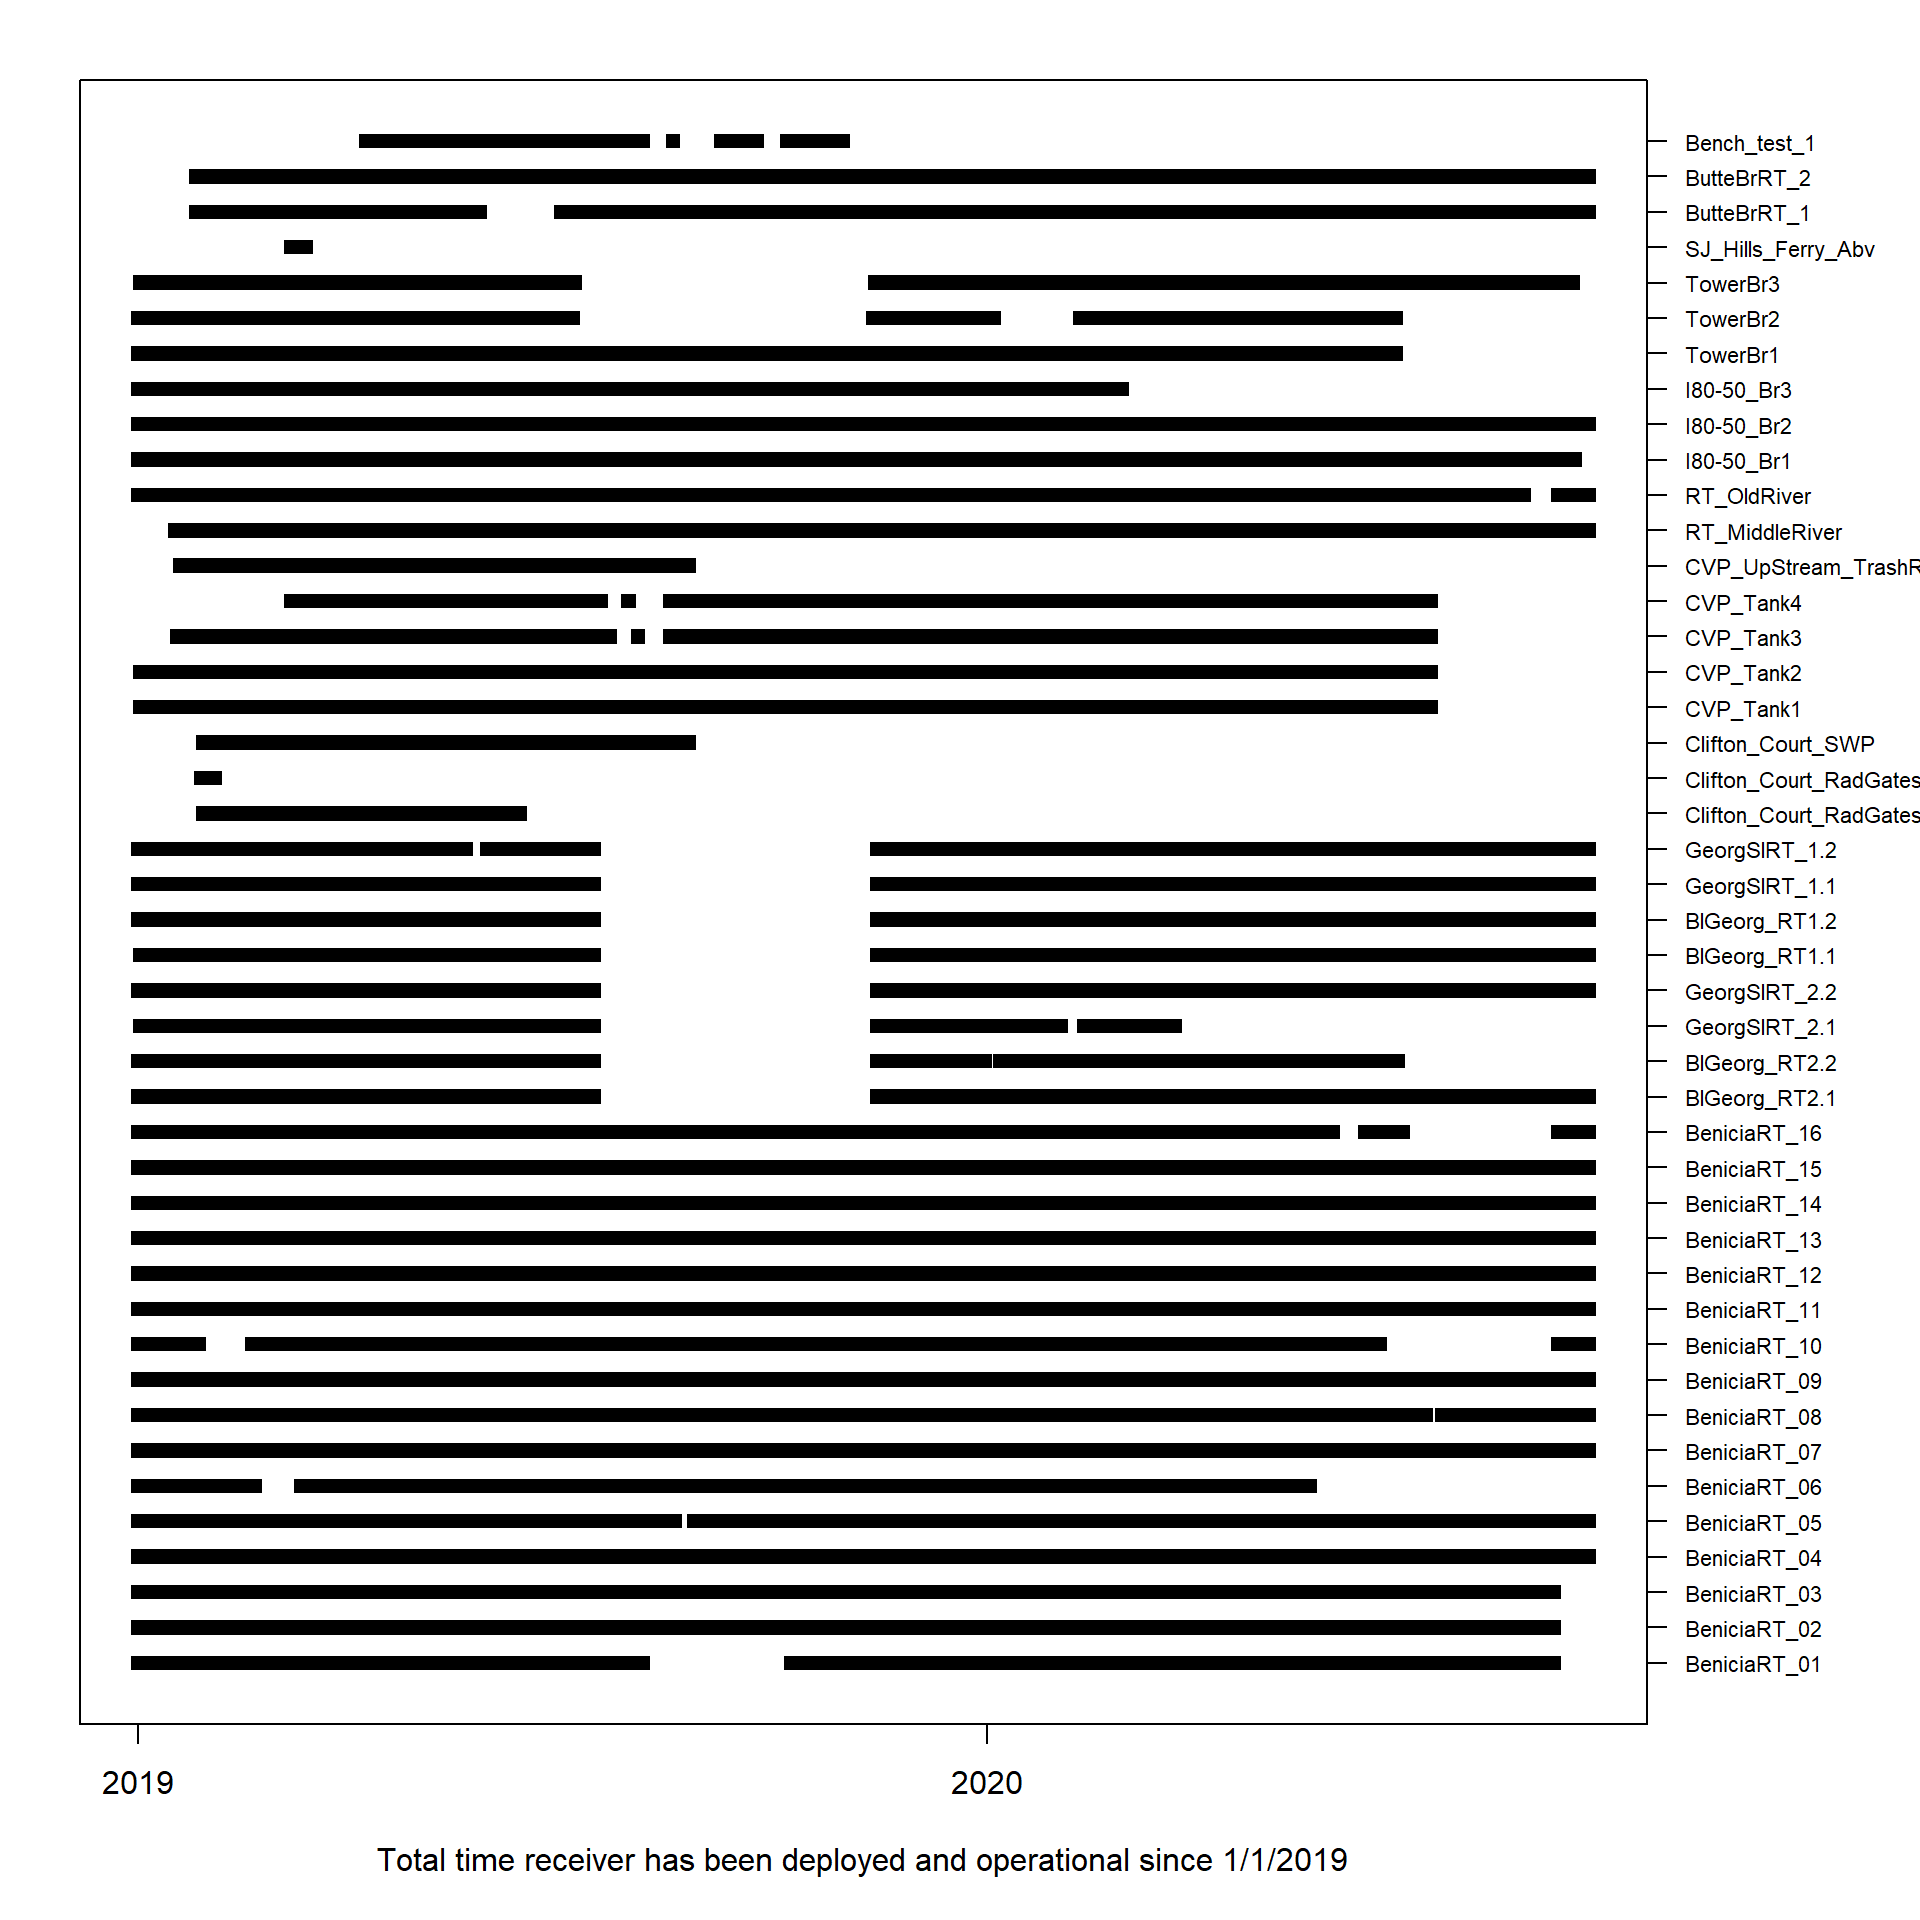 Bench_test_1
ButteBrRT_2
ButteBrRT_1
SJ_Hills_Ferry_Abv
TowerBr3
TowerBr2
TowerBr1
I80-50_Br3
I80-50_Br2
I80-50_Br1
RT_OldRiver
RT_MiddleRiver
CVP_UpStream_TrashR
CVP_Tank4
CVP_Tank3
CVP_Tank2
CVP_Tank1
Clifton_Court_SWP
Clifton_Court_RadGates
Clifton_Court_RadGates
GeorgSlRT_1.2
GeorgSlRT_1.1
BlGeorg_RT1.2
BlGeorg_RT1.1
GeorgSlRT_2.2
GeorgSlRT_2.1
BlGeorg_RT2.2
BlGeorg_RT2.1
BeniciaRT_16
BeniciaRT_15
BeniciaRT_14
BeniciaRT_13
BeniciaRT_12
BeniciaRT_11
BeniciaRT_10
BeniciaRT_09
BeniciaRT_08
BeniciaRT_07
BeniciaRT_06
BeniciaRT_05
BeniciaRT_04
BeniciaRT_03
BeniciaRT_02
BeniciaRT_01
2019 2020
Total time receiver has been deployed and operational since 1/1/2019